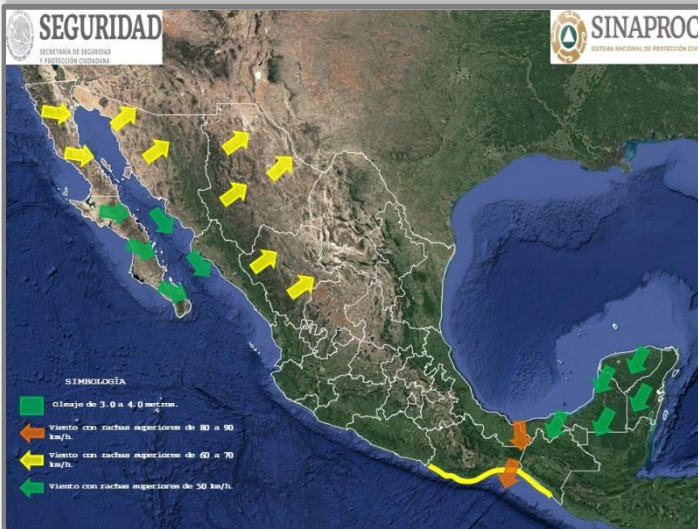 SEGURIDAD
SECRETARÍA DE SEGURIDAD
Y PROTECCIÓN CIUDADANA
SINAPROC
SISTEMA NACIONAL DE PROTECCIÓN CIVI
SIMBOLOGÍA
Oleaje de 3.0 a 4.0 metros.
Viento con rachas superiores de 80 a 90
km/h.
Viento con rachas superiores de 60 a 70
km/h.
Viento con rachas superiores de 50 km/h.